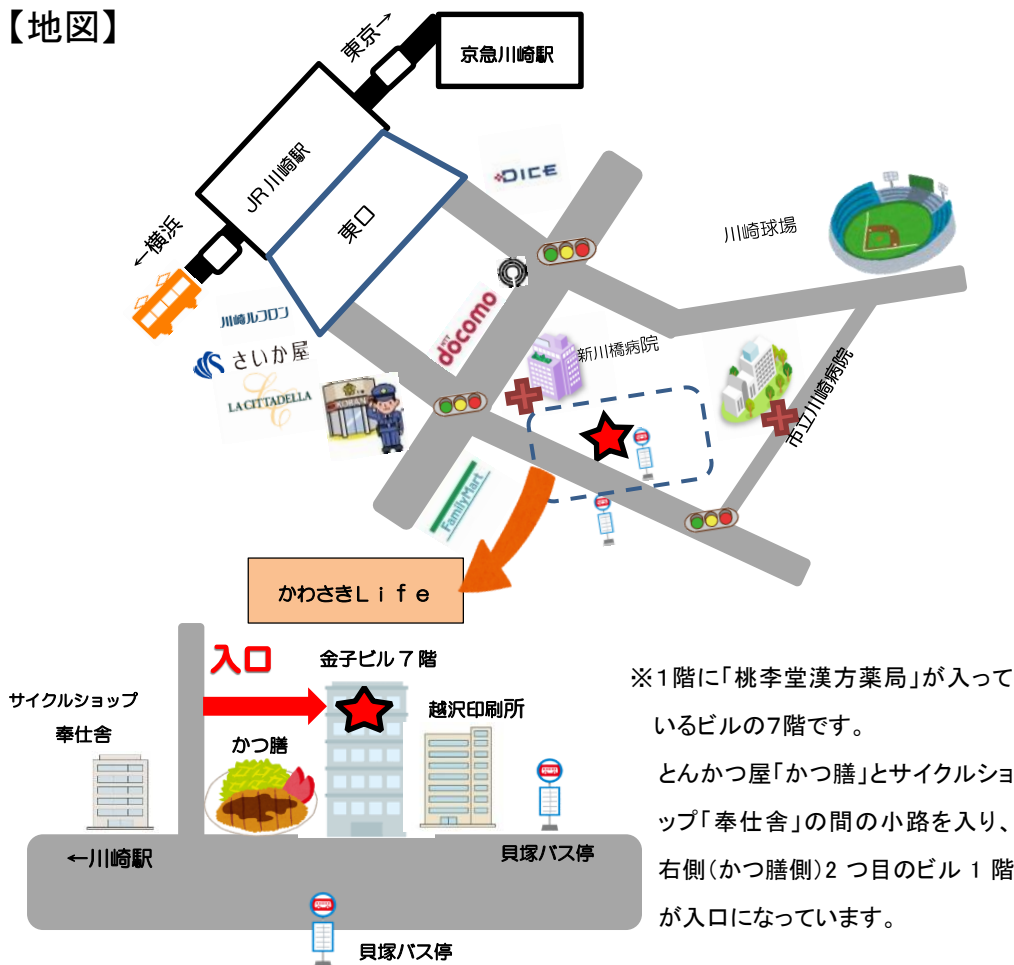 【地図】
東京→
京急川崎駅
JR川崎駅
東口
←横浜
DICE
川崎球場
川崎ルフロン
さいか屋
LA CITTADELLA
NTT
docomo
新川橋病院
市立川崎病院
KOBAN
FamilyMart
かわさきLife
入口
金子ビル7階
サイクルショップ
奉仕舎
かつ膳
越沢印刷所
←川崎駅
貝塚バス停
貝塚バス停
※1階に「桃李堂漢方薬局」が入って
いるビルの7階です。
とんかつ屋「かつ膳」とサイクルショ
ップ「奉仕舎」の間の小路を入り、
右側(かつ膳側)2つ目のビル1階
が入口になっています。